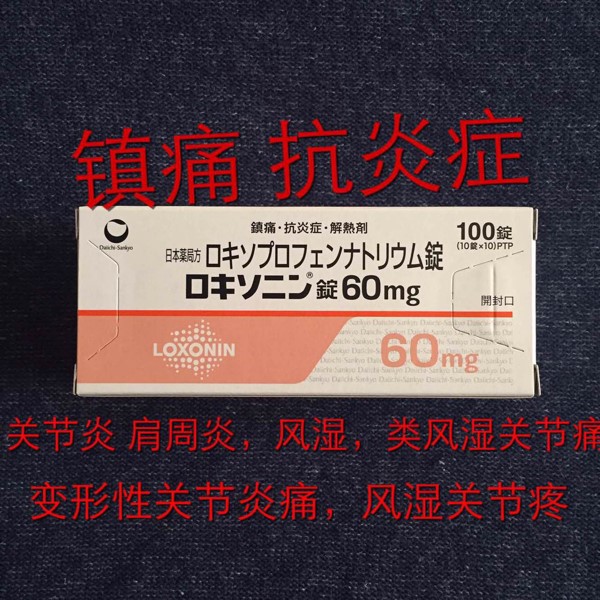 镇痛 抗炎症
Daiichi-Sankyo
鎮痛・抗炎症・解熱剤
100錠
(10錠×10)PTP
日本薬局方 ロキソプロフェンナトリウム錠
ロキソニン®錠60mg
開封口
LOXONIN
60mg
关节炎 肩周炎，风湿，类风湿关节痛
变形性关节炎痛，风湿关节疼